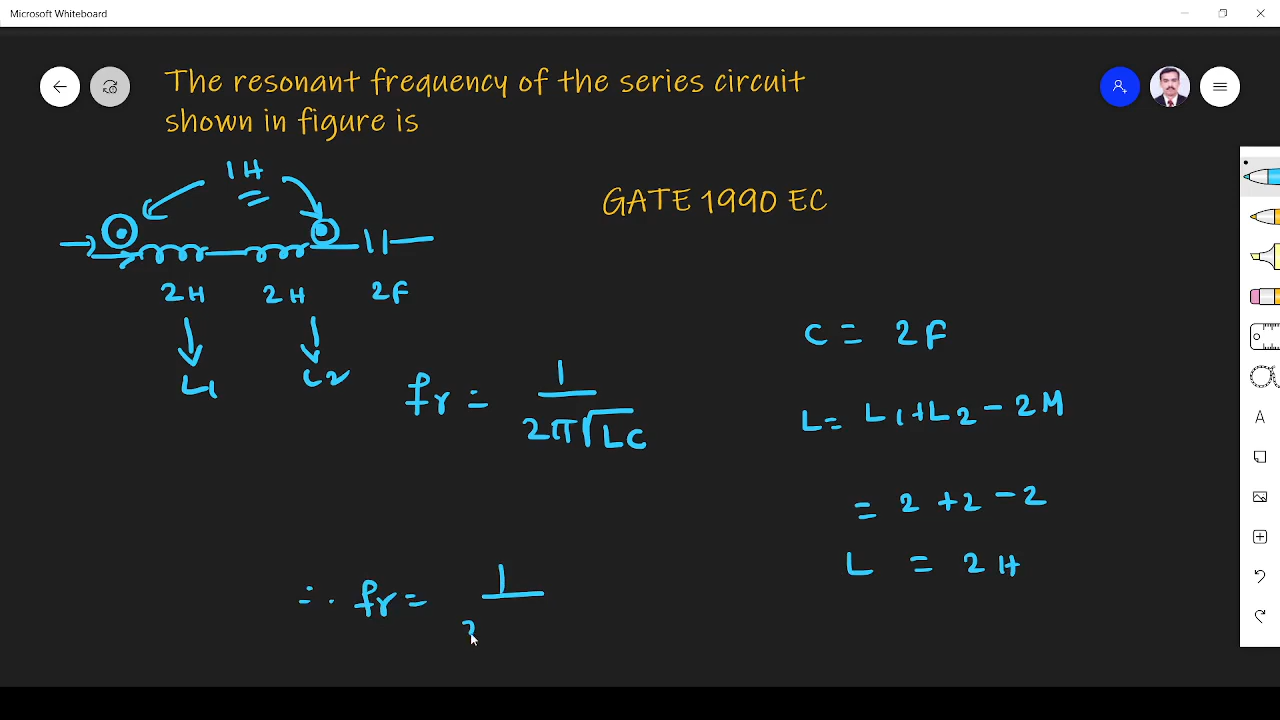 Microsoft Whiteboard
The resonant frequency of the series circuit
shown in figure is
1H
GATE 1990 EC
2H 2H 2F
L1 L2
C = 2F
fr = 1
2π√LC
L = L1 + L2 - 2M
= 2 + 2 - 2
L = 2H
∴ fr = 1
2
A